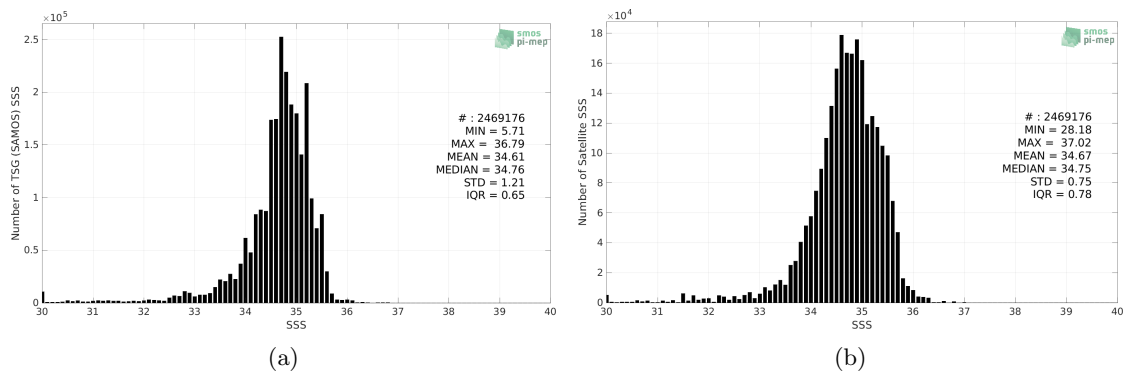 ×10⁵
smos
pi-mep
2.5
2
1.5
1
0.5
0
Number of TSG (SAMOS) SSS
# : 2469176
MIN = 5.71
MAX = 36.79
MEAN = 34.61
MEDIAN = 34.76
STD = 1.21
IQR = 0.65
30 31 32 33 34 35 36 37 38 39 40
SSS
(a)
×10⁴
smos
pi-mep
18
16
14
12
10
8
6
4
2
0
Number of Satellite SSS
# : 2469176
MIN = 28.18
MAX = 37.02
MEAN = 34.67
MEDIAN = 34.75
STD = 0.75
IQR = 0.78
30 31 32 33 34 35 36 37 38 39 40
SSS
(b)